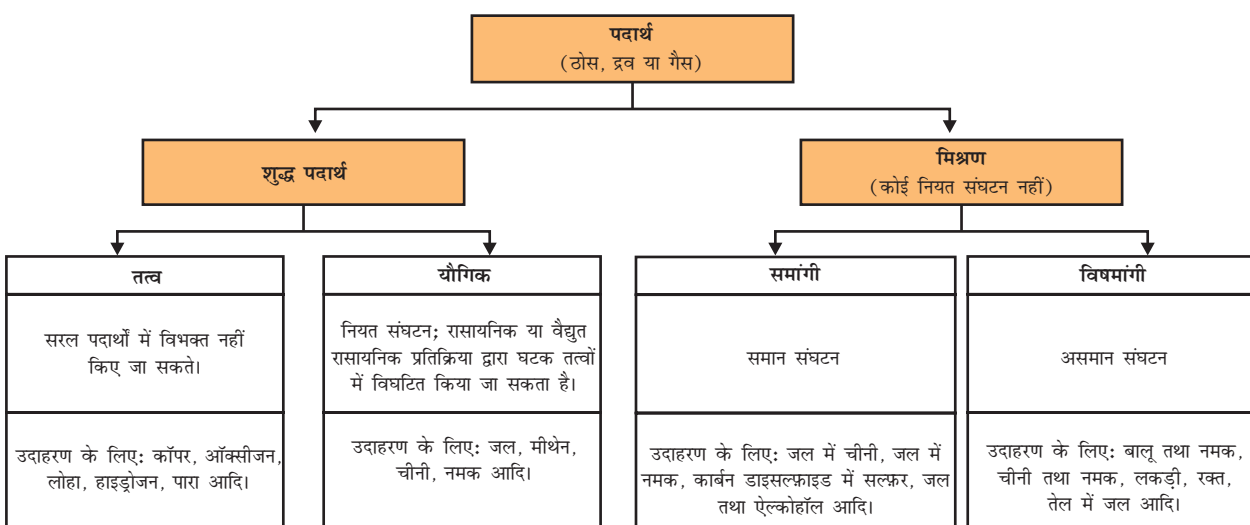 पदार्थ
(ठोस, द्रव या गैस)
शुद्ध पदार्थ
मिश्रण
(कोई नियत संघटन नहीं)
तत्व
सरल पदार्थों में विभक्त नहीं
किए जा सकते।
उदाहरण के लिए: कॉपर, ऑक्सीजन,
लोहा, हाइड्रोजन, पारा आदि।
यौगिक
नियत संघटन; रासायनिक या वैद्युत
रासायनिक प्रतिक्रिया द्वारा घटक तत्वों
में विघटित किया जा सकता है।
उदाहरण के लिए: जल, मीथेन,
चीनी, नमक आदि।
समांगी
समान संघटन
उदाहरण के लिए: जल में चीनी, जल में
नमक, कार्बन डाइसल्फ़ाइड में सल्फ़र, जल
तथा ऐल्कोहॉल आदि।
विषमांगी
असमान संघटन
उदाहरण के लिए: बालू तथा नमक,
चीनी तथा नमक, लकड़ी, रक्त,
तेल में जल आदि।